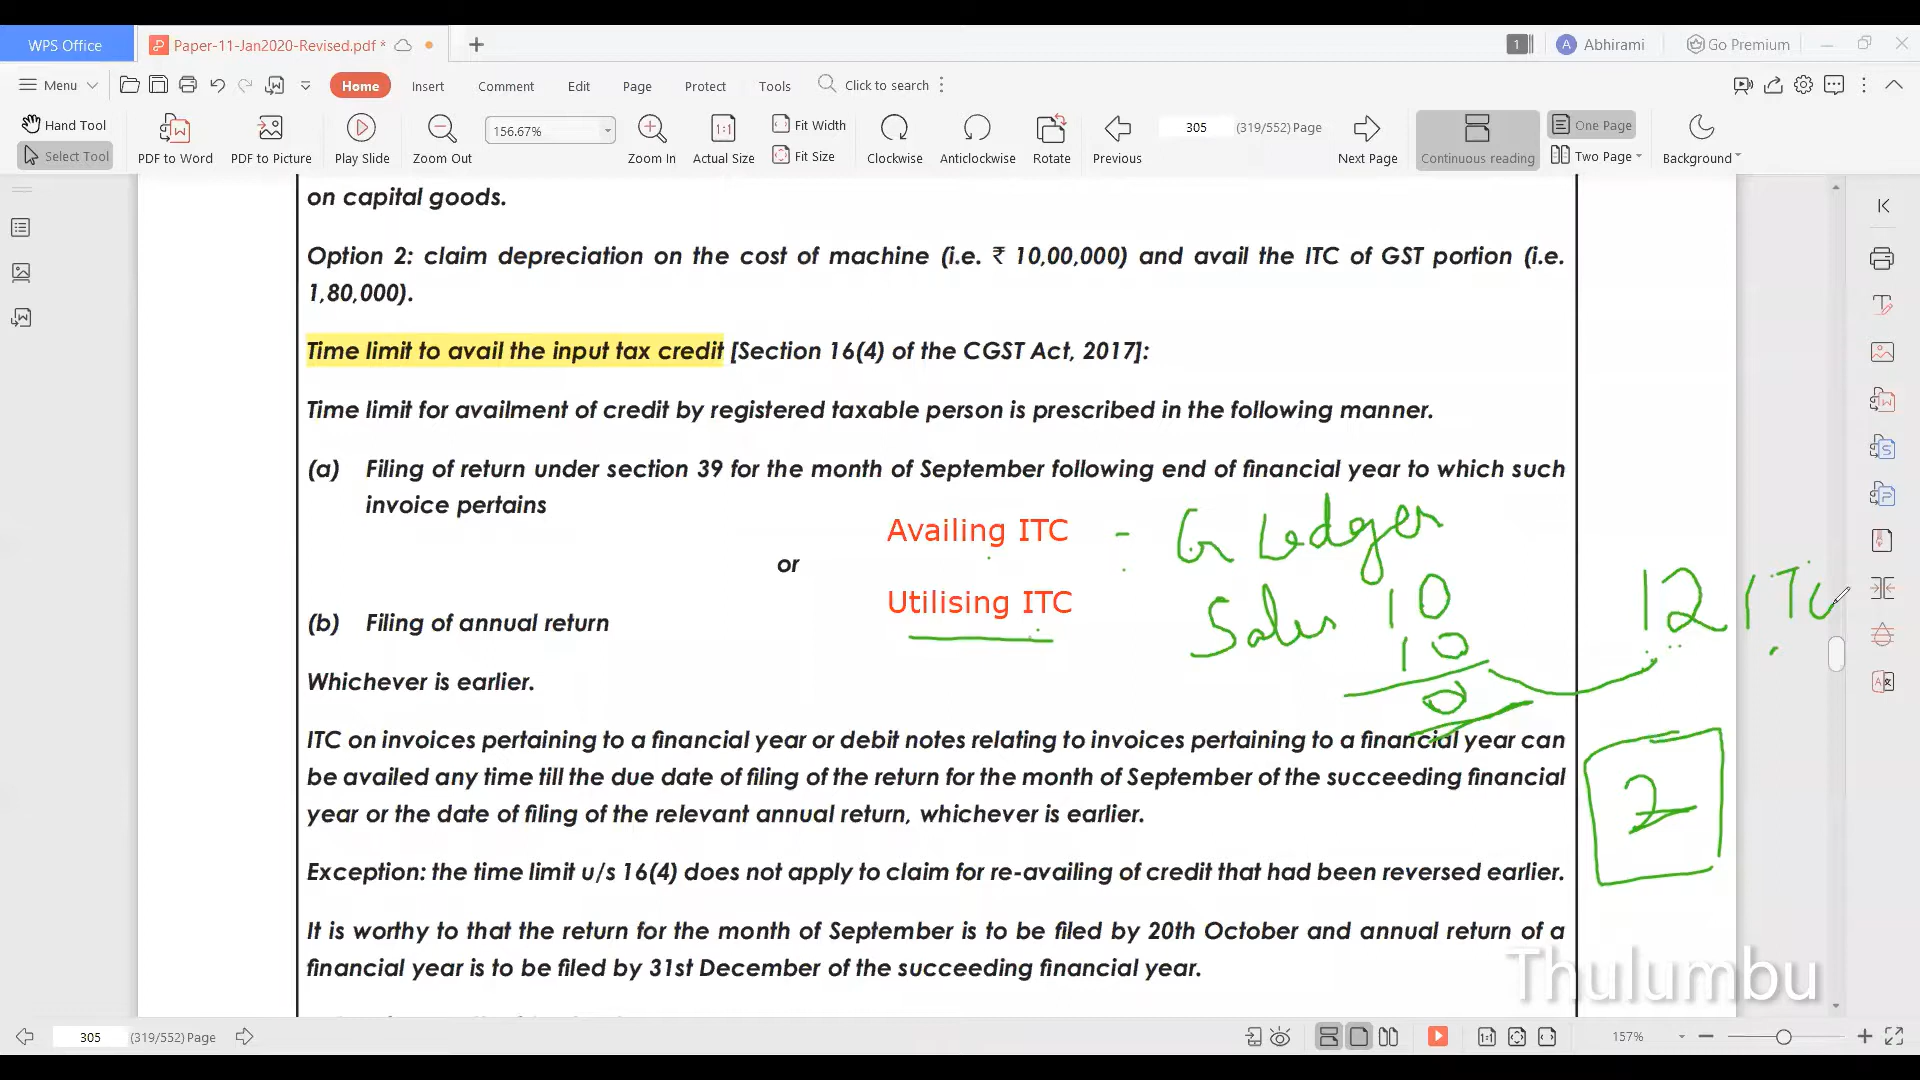 WPS Office
Paper-11-Jan2020-Revised.pdf *
1
A Abhirami
Go Premium
Menu
Home
Insert
Comment
Edit
Page
Protect
Tools
Click to search
Hand Tool
Select Tool
PDF to Word
PDF to Picture
Play Slide
Zoom Out
156.67%
Zoom In
1:1
Actual Size
Fit Width
Fit Size
Clockwise
Anticlockwise
Rotate
Previous
305
(319/552) Page
Next Page
Continuous reading
One Page
Two Page
Background
on capital goods.
Option 2: claim depreciation on the cost of machine (i.e. ₹ 10,00,000) and avail the ITC of GST portion (i.e.
1,80,000).
Time limit to avail the input tax credit [Section 16(4) of the CGST Act, 2017]:
Time limit for availment of credit by registered taxable person is prescribed in the following manner.
(a) Filing of return under section 39 for the month of September following end of financial year to which such
invoice pertains
Availing ITC
Ledger
or
Utilising ITC
Sales 10
12 ITC
10
0
(b) Filing of annual return
Whichever is earlier.
ITC on invoices pertaining to a financial year or debit notes relating to invoices pertaining to a financial year can
be availed any time till the due date of filing of the return for the month of September of the succeeding financial
year or the date of filing of the relevant annual return, whichever is earlier.
2
Exception: the time limit u/s 16(4) does not apply to claim for re-availing of credit that had been reversed earlier.
It is worthy to that the return for the month of September is to be filed by 20th October and annual return of a
financial year is to be filed by 31st December of the succeeding financial year.
Thulumbu
305
(319/552) Page
1:1
157%